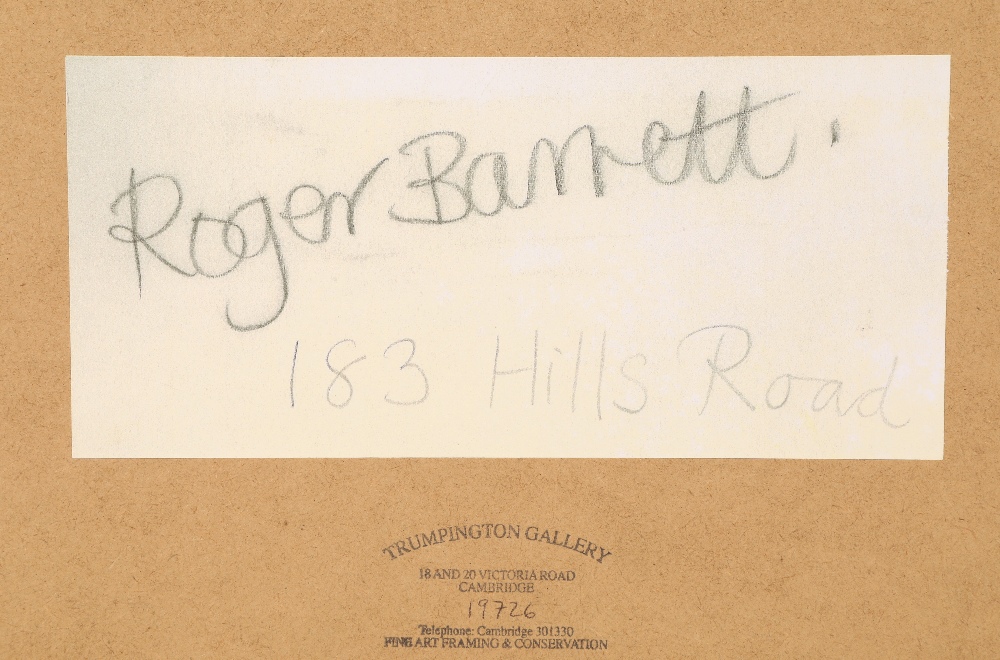 Roger Barrett.
183 Hills Road
TRUMPINGTON GALLERY
18 AND 20 VICTORIA ROAD
CAMBRIDGE
19726
Telephone: Cambridge 301330
FINE ART FRAMING & CONSERVATION